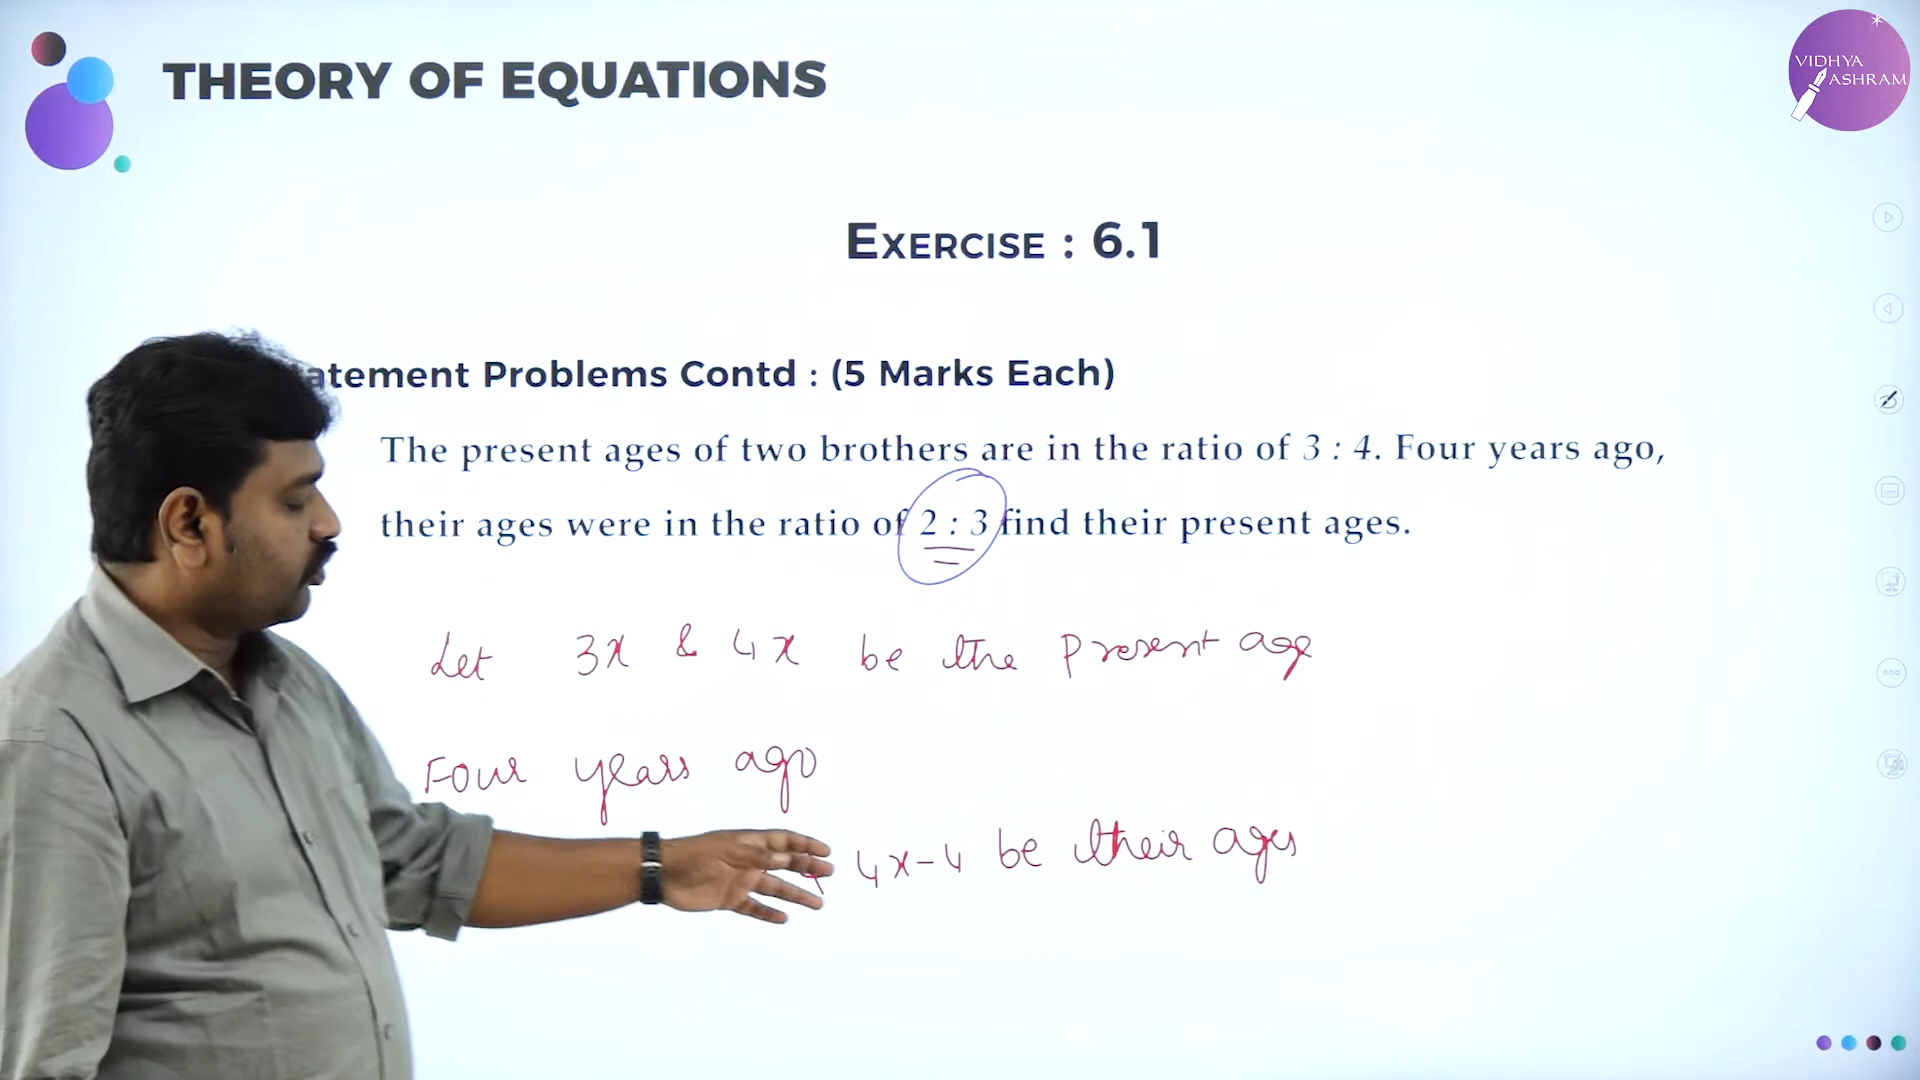 THEORY OF EQUATIONS
VIDHYA
ASHRAM
EXERCISE : 6.1
atement Problems Contd : (5 Marks Each)
The present ages of two brothers are in the ratio of 3 : 4. Four years ago,
their ages were in the ratio of 2 : 3 find their present ages.
Let 3x & 4x be the Present age
Four years ago
4x-4 be their ages